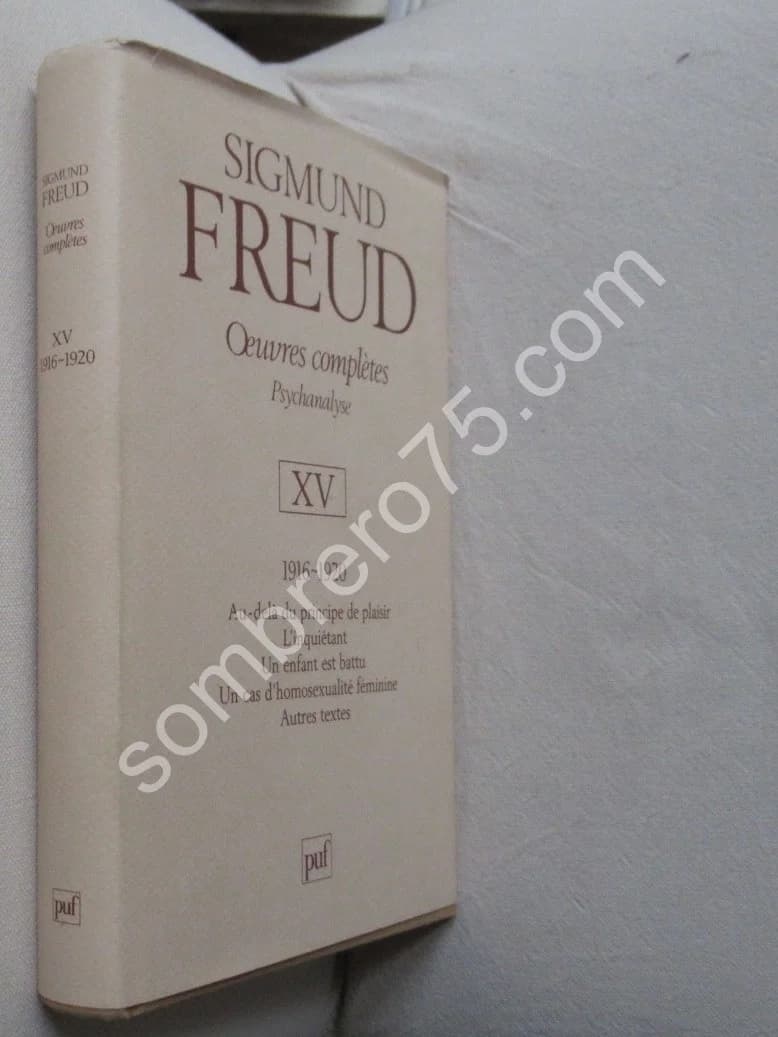 SIGMUND
FREUD
Œuvres
complètes
XV
1916-1920
puf
SIGMUND
FREUD
Œuvres complètes
Psychanalyse
XV
1916-1920
Au-delà du principe de plaisir
L'inquiétant
Un enfant est battu
Un cas d'homosexualité féminine
Autres textes
puf
sombrero75.com